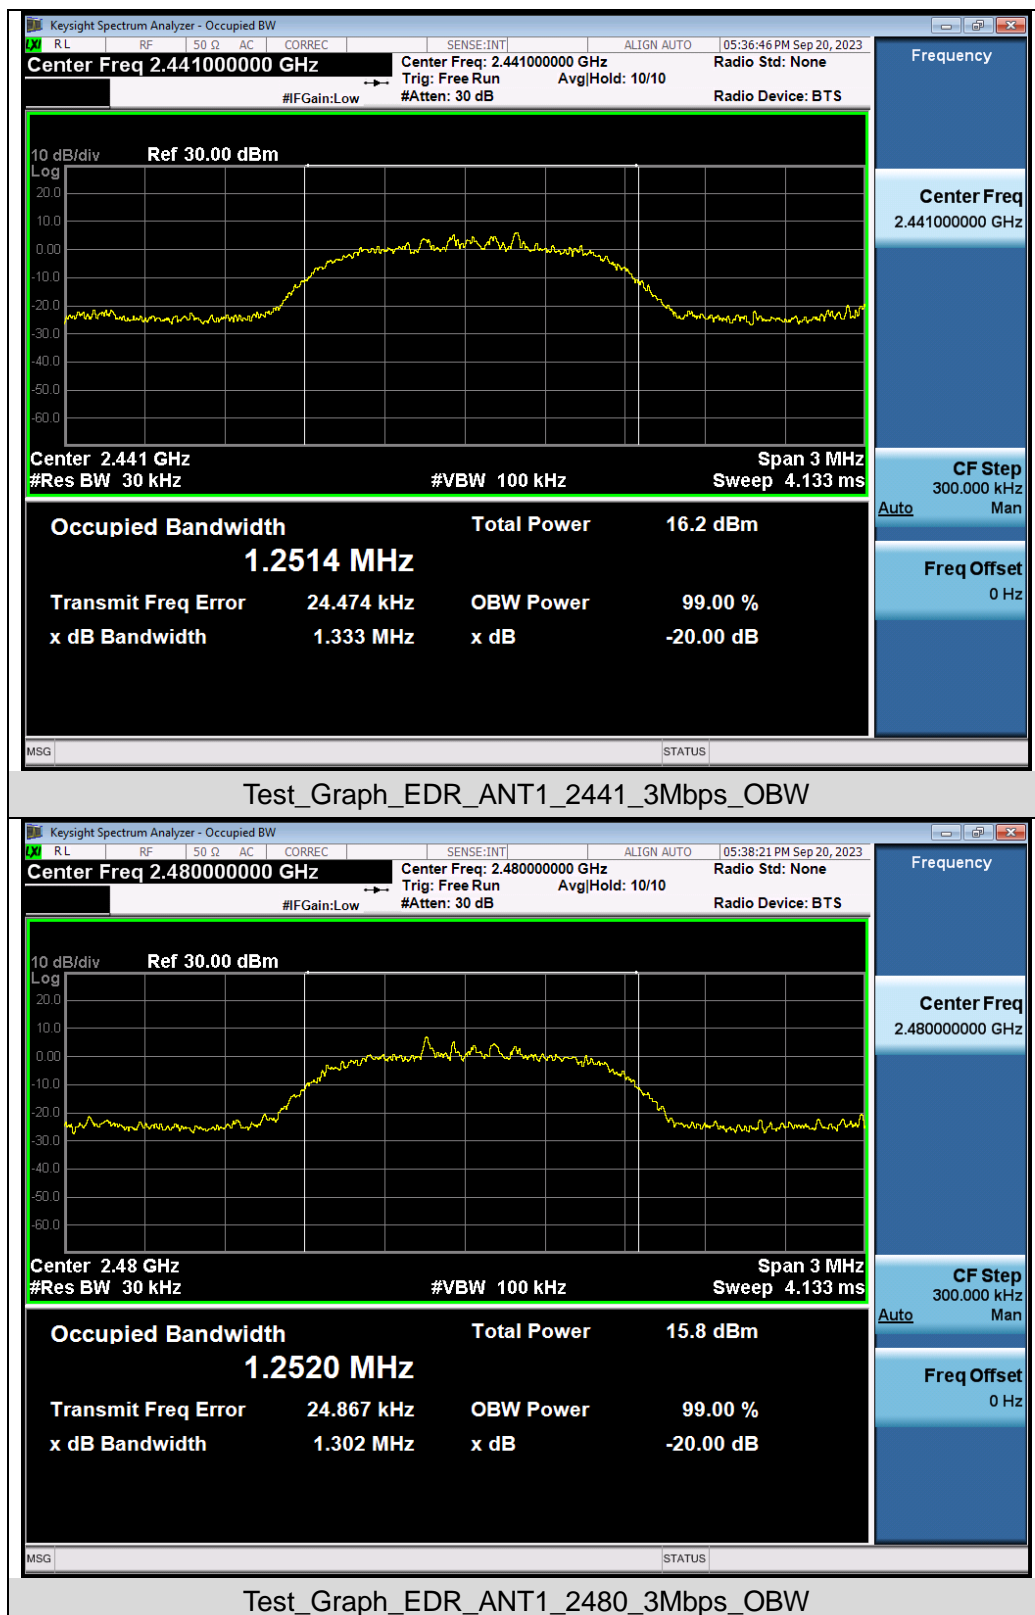 Keysight Spectrum Analyzer - Occupied BW
LXI RL RF 50 Ω AC CORREC SENSE:INT ALIGN AUTO 05:36:46 PM Sep 20, 2023
Center Freq 2.441000000 GHz Center Freq: 2.441000000 GHz Radio Std: None
Trig: Free Run Avg|Hold: 10/10
#IFGain:Low #Atten: 30 dB Radio Device: BTS
Frequency
10 dB/div Ref 30.00 dBm
Log
20.0
10.0
0.00
-10.0
-20.0
-30.0
-40.0
-50.0
-60.0
Center 2.441 GHz Span 3 MHz
#Res BW 30 kHz #VBW 100 kHz Sweep 4.133 ms
Center Freq
2.441000000 GHz
CF Step
300.000 kHz
Auto Man
Freq Offset
0 Hz
Occupied Bandwidth Total Power 16.2 dBm
1.2514 MHz
Transmit Freq Error 24.474 kHz OBW Power 99.00 %
x dB Bandwidth 1.333 MHz x dB -20.00 dB
MSG STATUS
Test_Graph_EDR_ANT1_2441_3Mbps_OBW
Keysight Spectrum Analyzer - Occupied BW
LXI RL RF 50 Ω AC CORREC SENSE:INT ALIGN AUTO 05:38:21 PM Sep 20, 2023
Center Freq 2.480000000 GHz Center Freq: 2.480000000 GHz Radio Std: None
Trig: Free Run Avg|Hold: 10/10
#IFGain:Low #Atten: 30 dB Radio Device: BTS
Frequency
10 dB/div Ref 30.00 dBm
Log
20.0
10.0
0.00
-10.0
-20.0
-30.0
-40.0
-50.0
-60.0
Center 2.48 GHz Span 3 MHz
#Res BW 30 kHz #VBW 100 kHz Sweep 4.133 ms
Center Freq
2.480000000 GHz
CF Step
300.000 kHz
Auto Man
Freq Offset
0 Hz
Occupied Bandwidth Total Power 15.8 dBm
1.2520 MHz
Transmit Freq Error 24.867 kHz OBW Power 99.00 %
x dB Bandwidth 1.302 MHz x dB -20.00 dB
MSG STATUS
Test_Graph_EDR_ANT1_2480_3Mbps_OBW